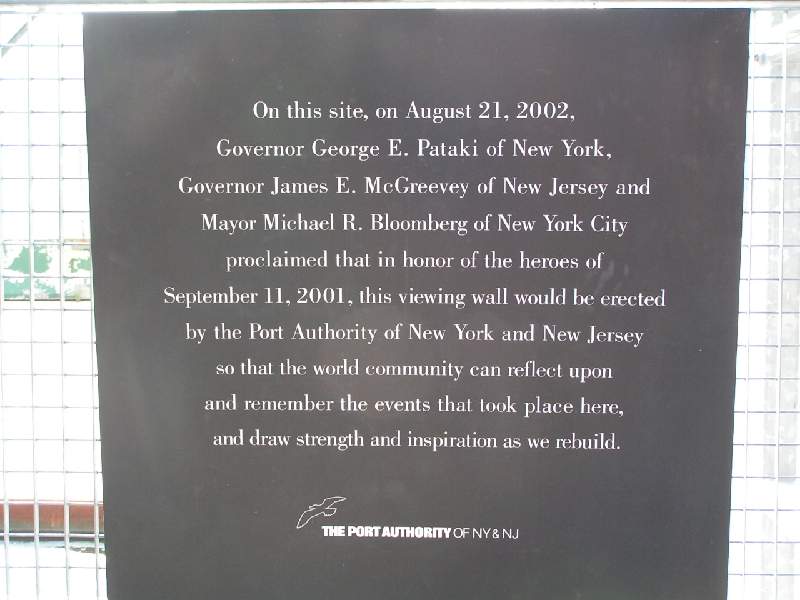 On this site, on August 21, 2002,
Governor George E. Pataki of New York,
Governor James E. McGreevey of New Jersey and
Mayor Michael R. Bloomberg of New York City
proclaimed that in honor of the heroes of
September 11, 2001, this viewing wall would be erected
by the Port Authority of New York and New Jersey
so that the world community can reflect upon
and remember the events that took place here,
and draw strength and inspiration as we rebuild.
THE PORT AUTHORITY OF NY & NJ